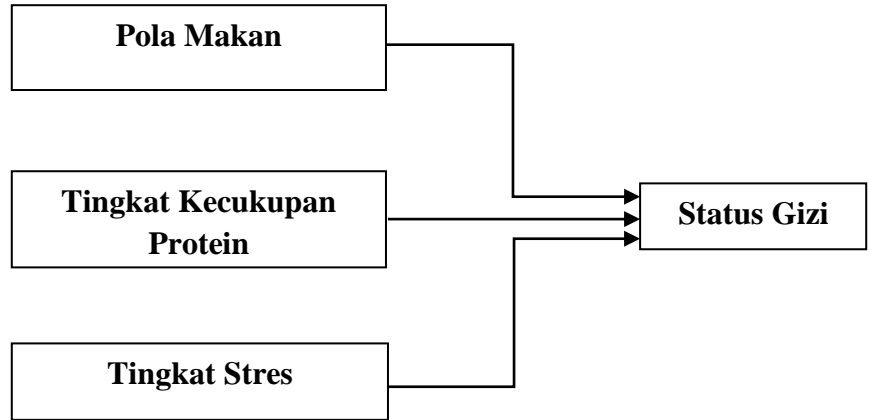 Pola Makan
Tingkat Kecukupan
Protein
Status Gizi
Tingkat Stres